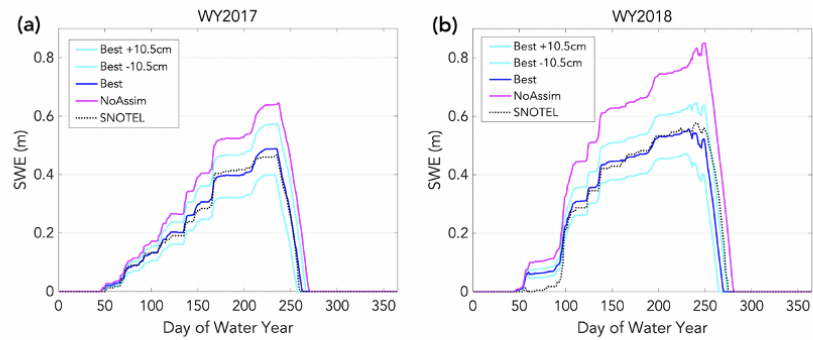 (a)
WY2017
0.8
0.6
0.4
0.2
0
SWE (m)
Best +10.5cm
Best -10.5cm
Best
NoAssim
SNOTEL
0 50 100 150 200 250 300 350
Day of Water Year
(b)
WY2018
0.8
0.6
0.4
0.2
0
SWE (m)
Best +10.5cm
Best -10.5cm
Best
NoAssim
SNOTEL
0 50 100 150 200 250 300 350
Day of Water Year